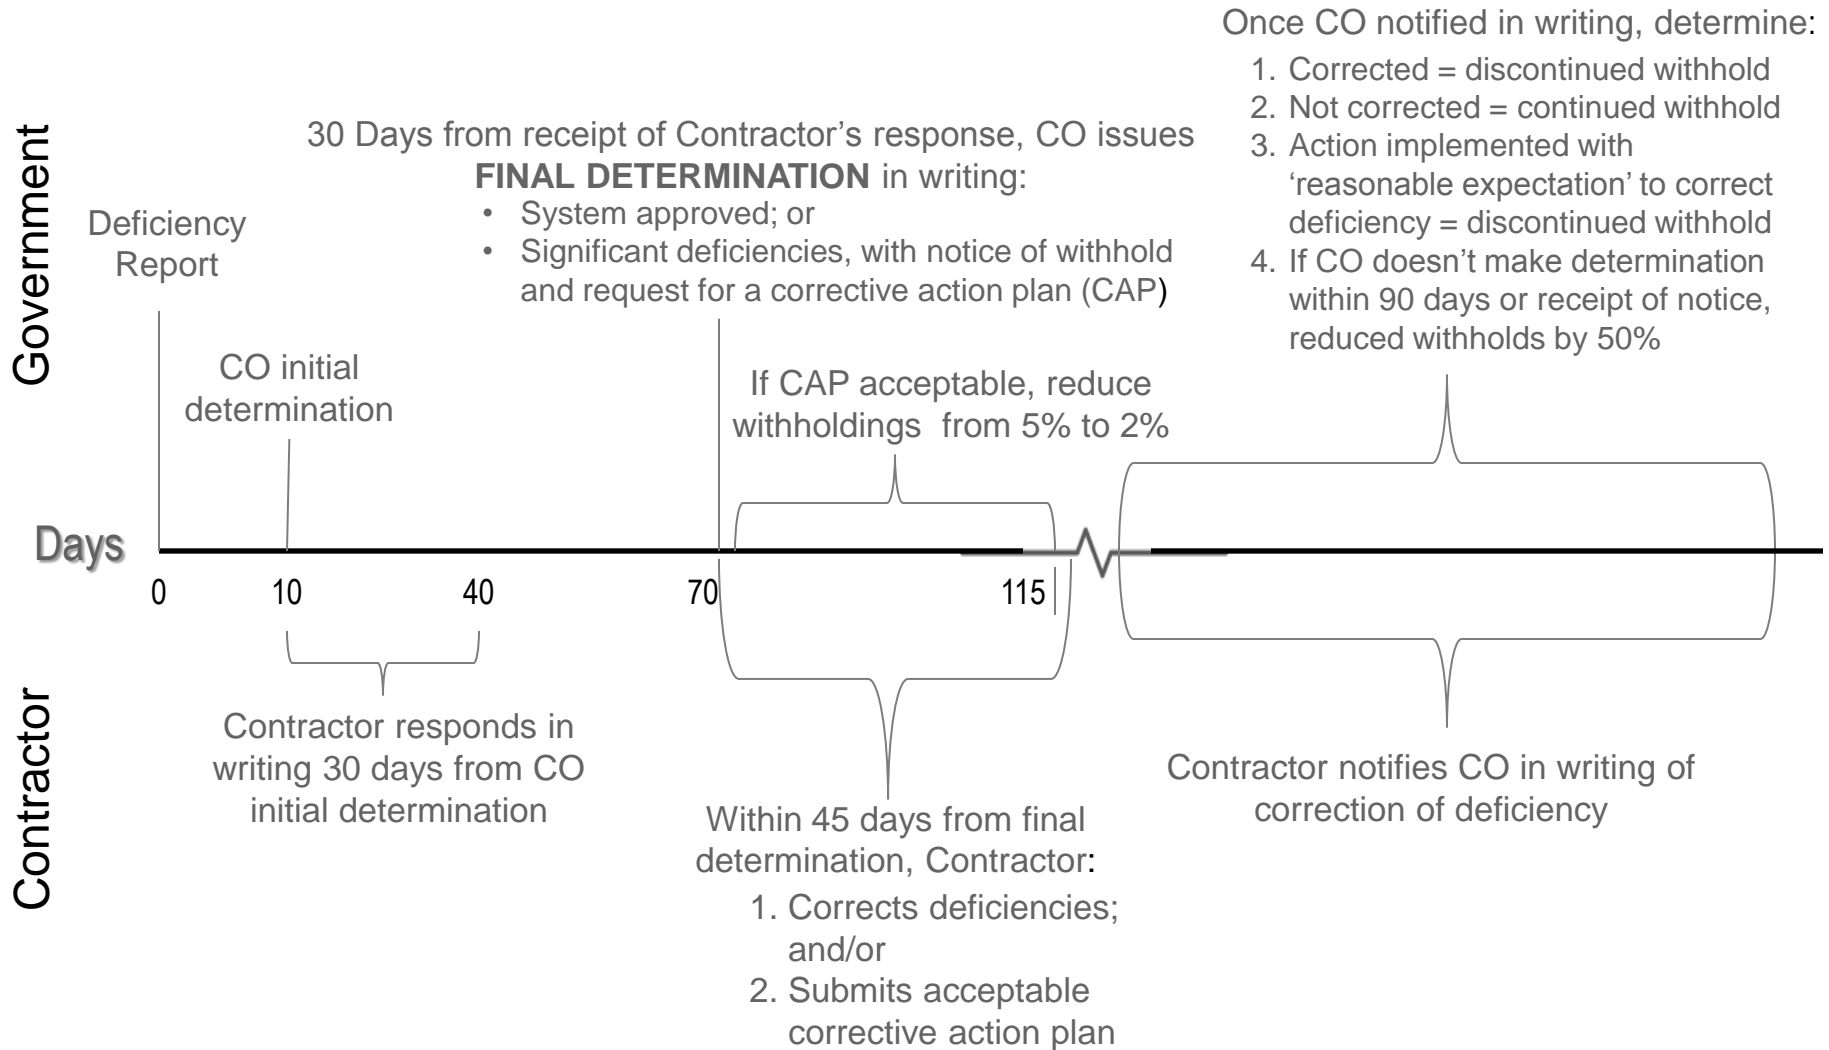 Once CO notified in writing, determine:
1. Corrected = discontinued withhold
2. Not corrected = continued withhold
3. Action implemented with
‘reasonable expectation’ to correct
deficiency = discontinued withhold
4. If CO doesn’t make determination
within 90 days or receipt of notice,
reduced withholds by 50%
Government
30 Days from receipt of Contractor’s response, CO issues
FINAL DETERMINATION in writing:
• System approved; or
• Significant deficiencies, with notice of withhold
and request for a corrective action plan (CAP)
Deficiency
Report
CO initial
determination
If CAP acceptable, reduce
withholdings from 5% to 2%
Days
0 10 40 70 115
Contractor
Contractor responds in
writing 30 days from CO
initial determination
Within 45 days from final
determination, Contractor:
1. Corrects deficiencies;
and/or
2. Submits acceptable
corrective action plan
Contractor notifies CO in writing of
correction of deficiency